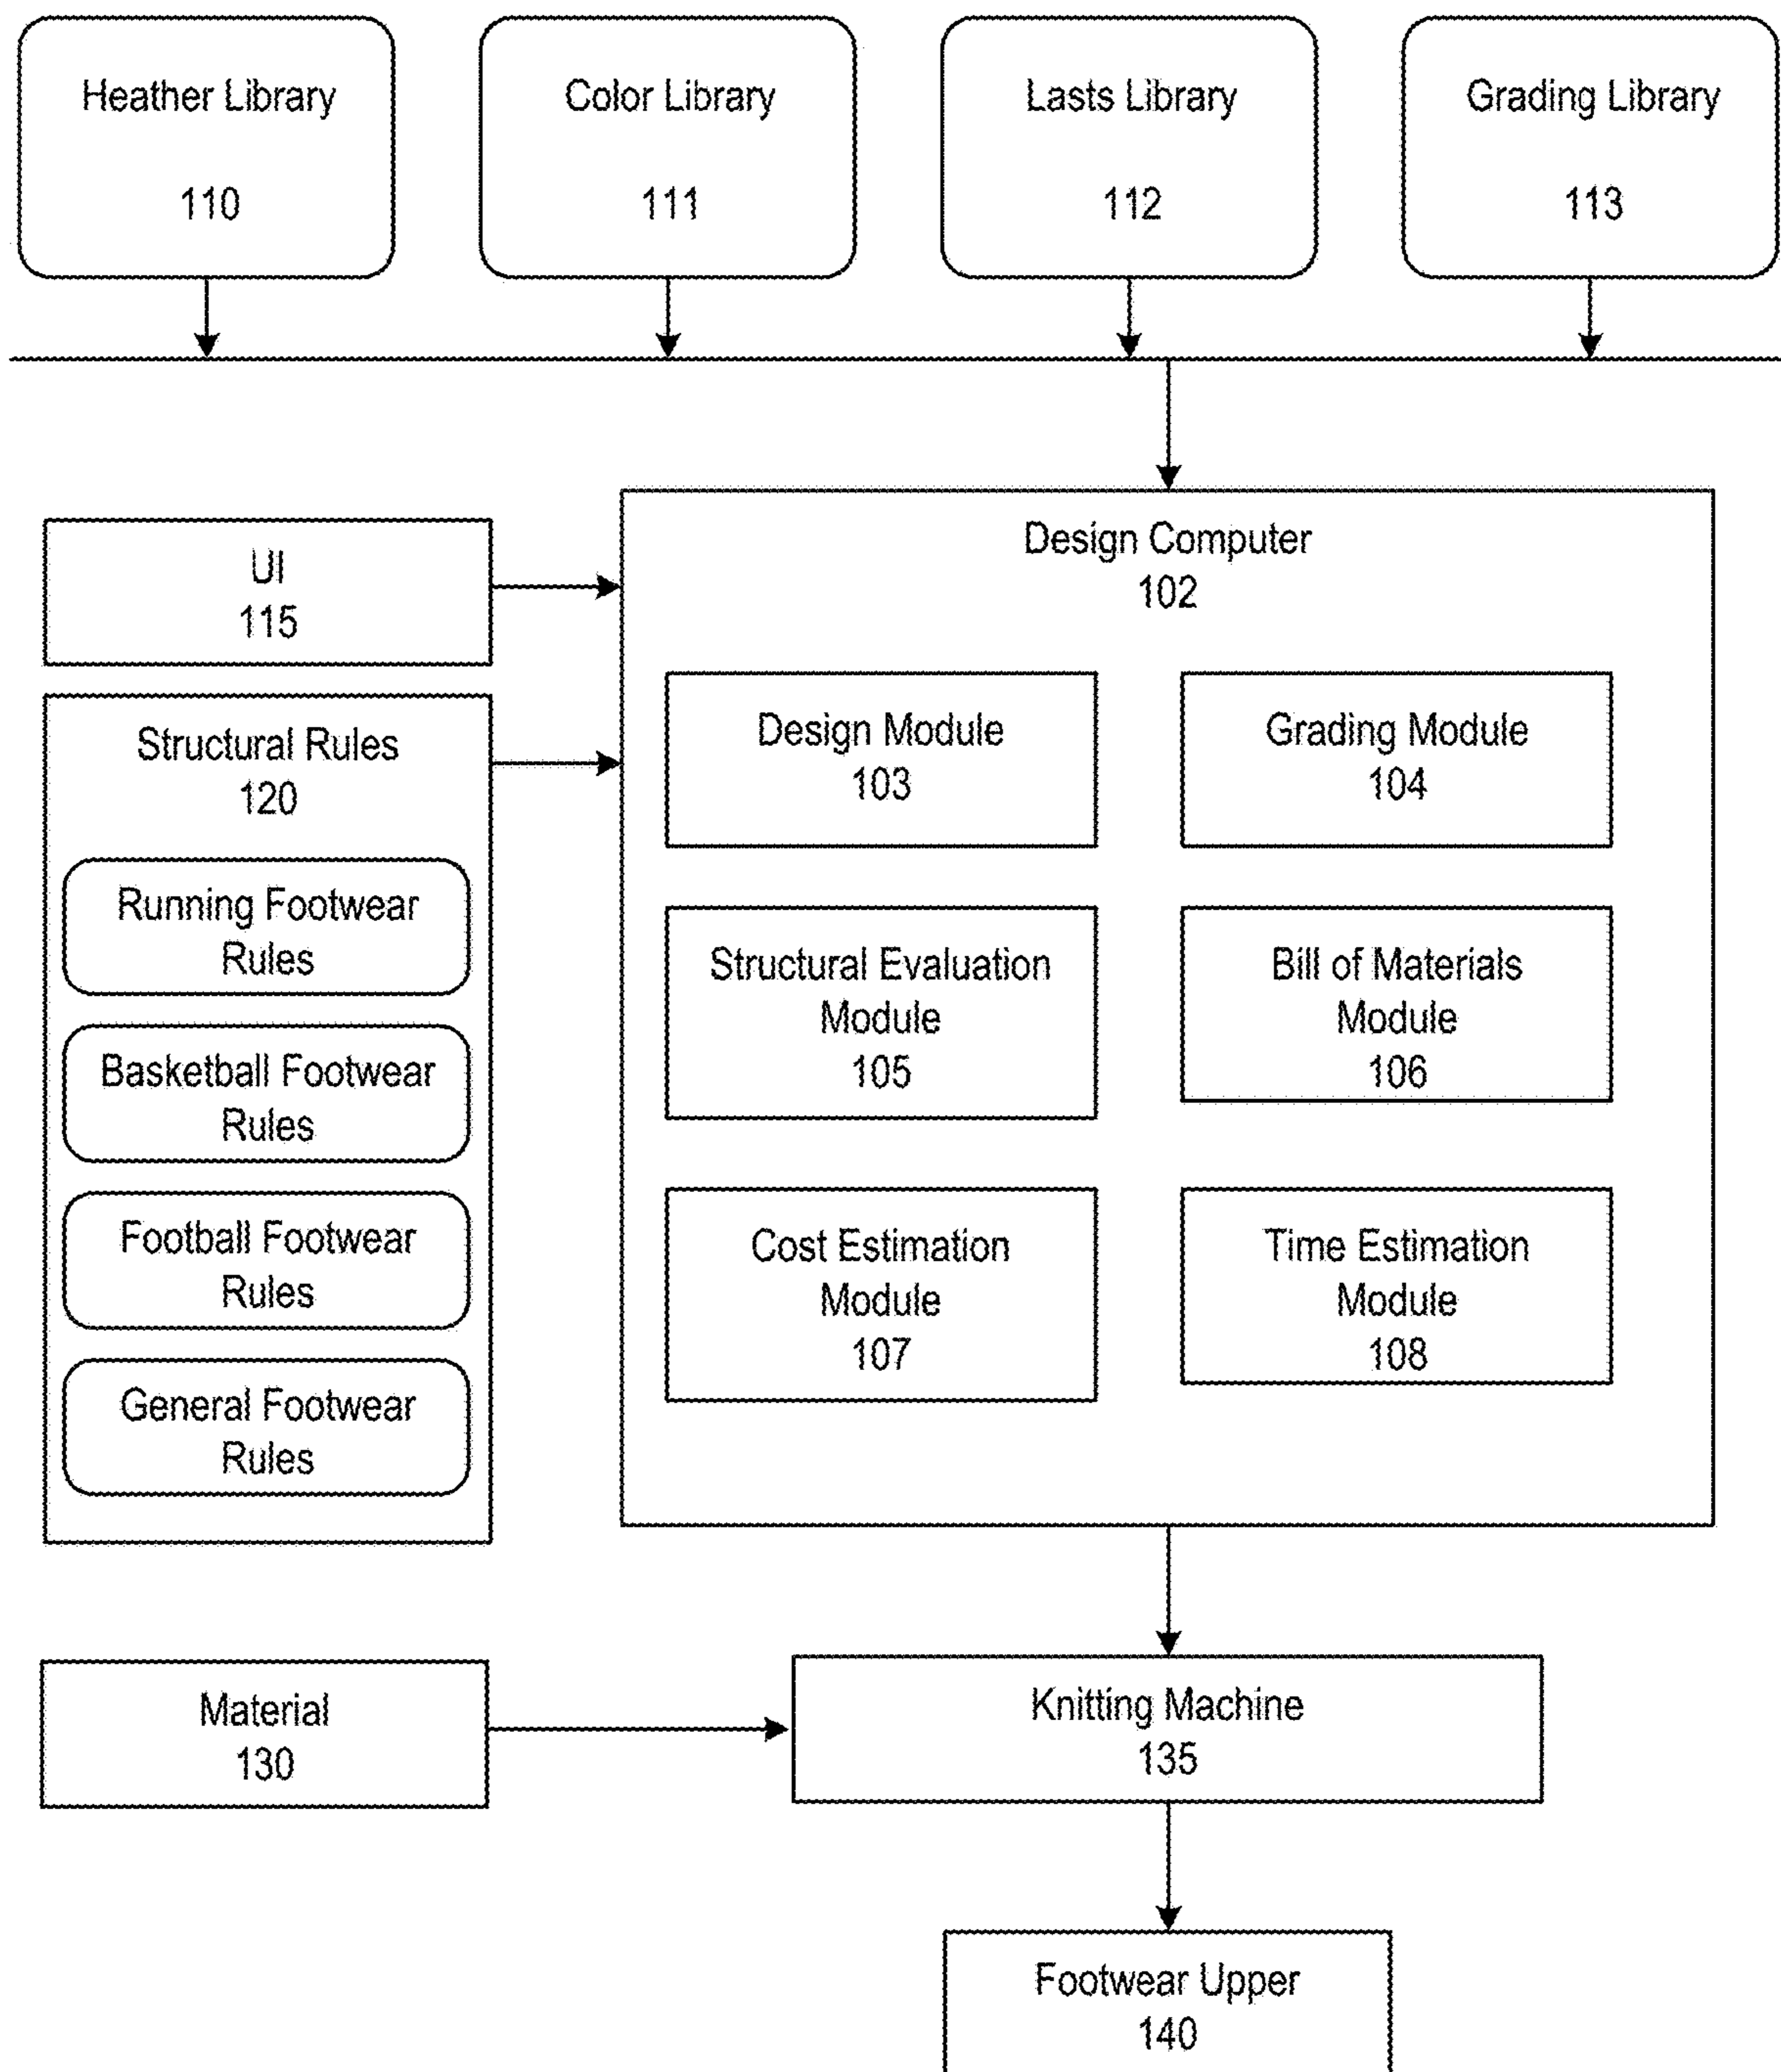 Heather Library
110
Color Library
111
Lasts Library
112
Grading Library
113
UI
115
Structural Rules
120
Running Footwear
Rules
Basketball Footwear
Rules
Football Footwear
Rules
General Footwear
Rules
Design Computer
102
Design Module
103
Grading Module
104
Structural Evaluation
Module
105
Bill of Materials
Module
106
Cost Estimation
Module
107
Time Estimation
Module
108
Material
130
Knitting Machine
135
Footwear Upper
140